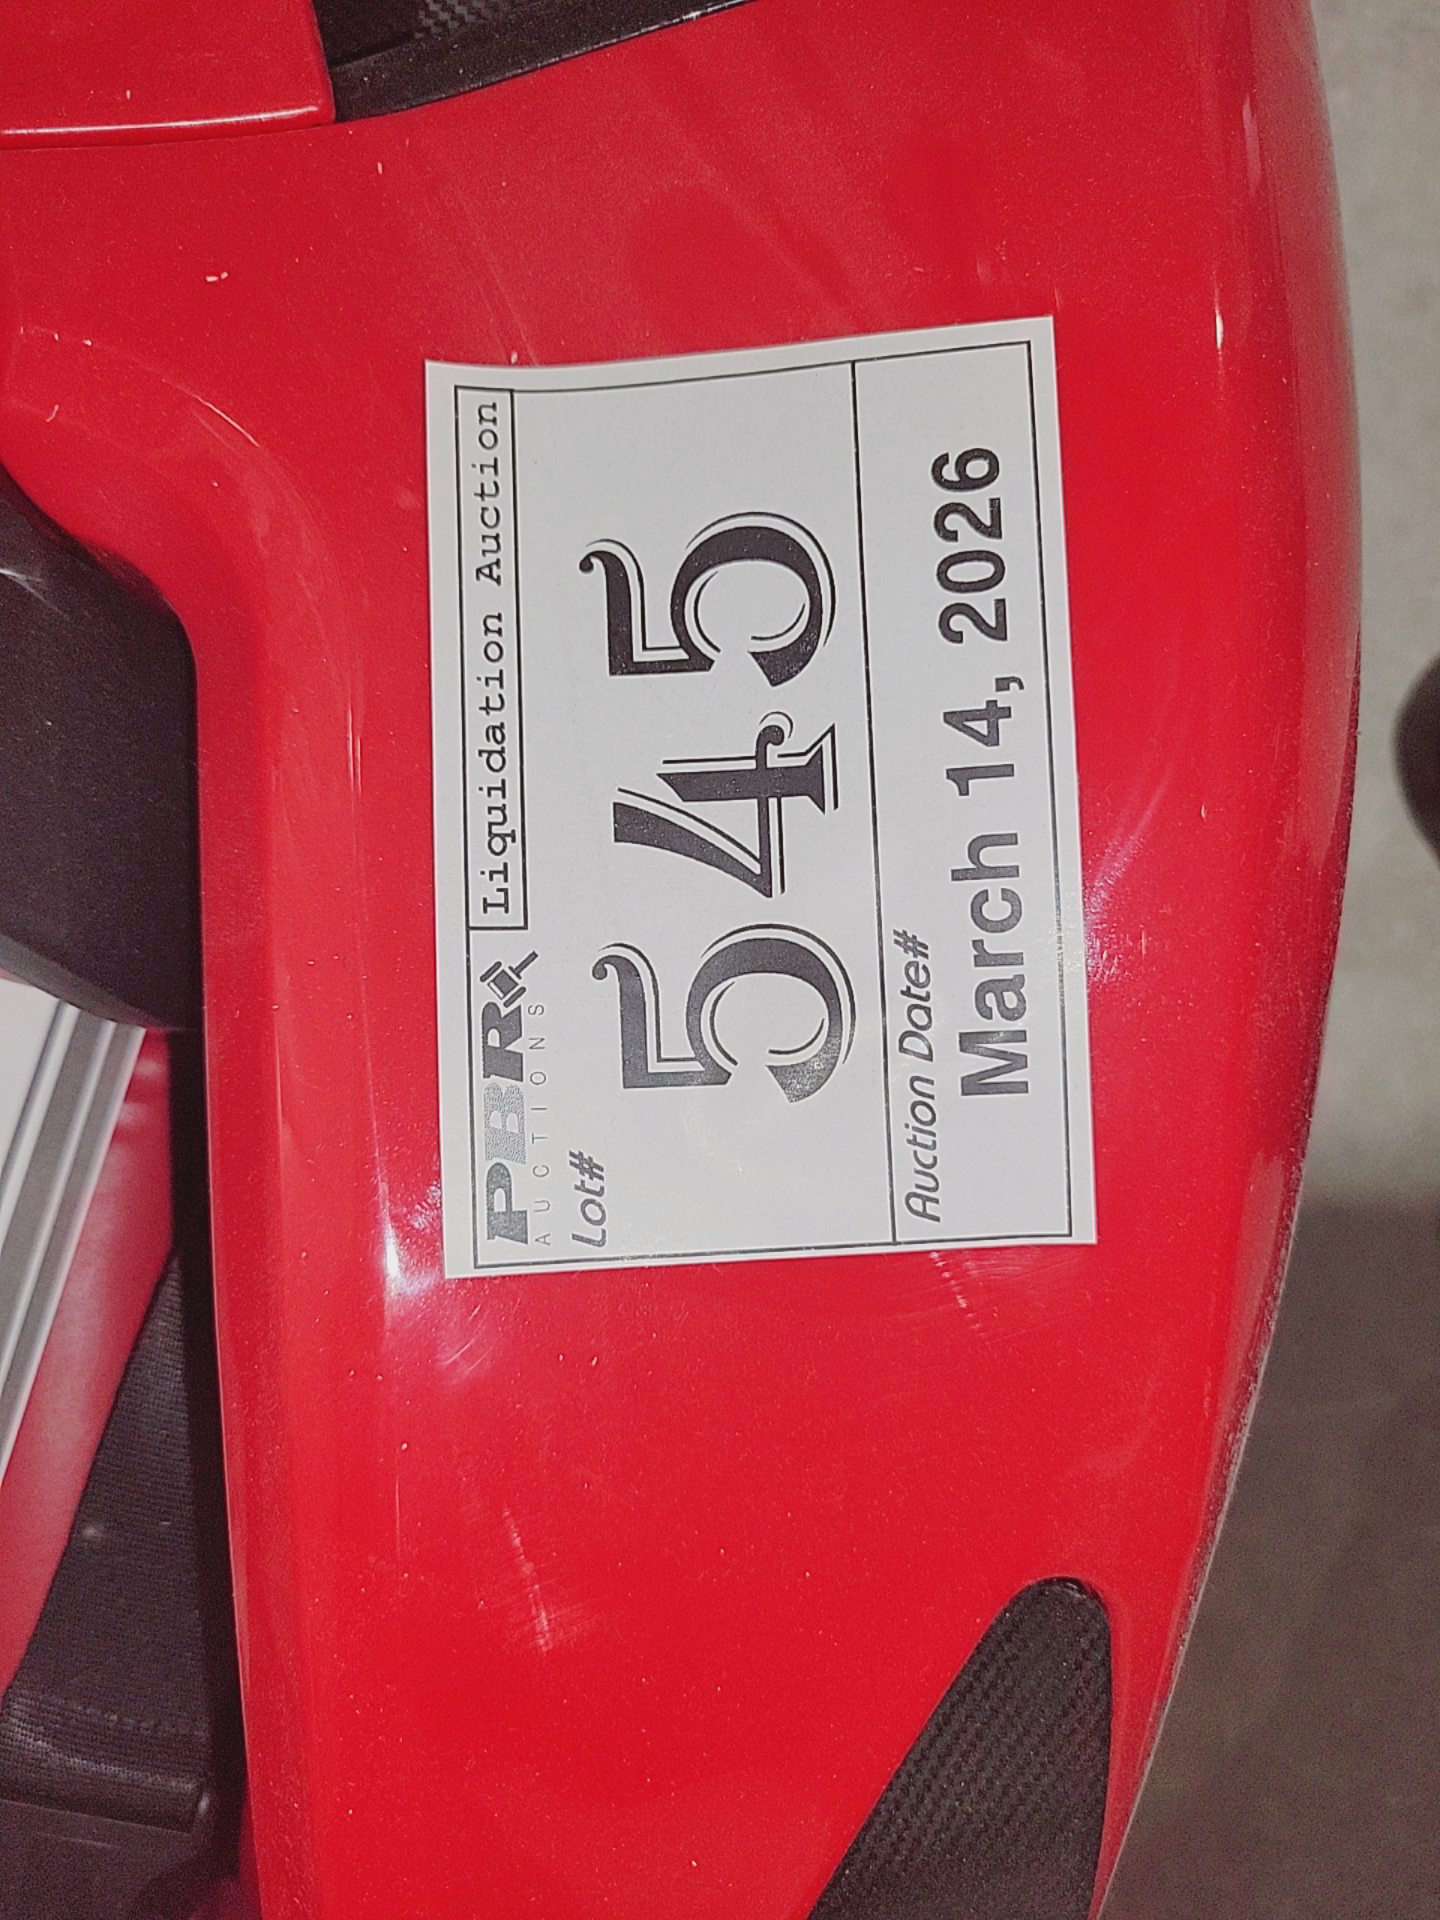 PBR
AUCTIONS
Liquidation Auction
Lot#
545
Auction Date#
March 14, 2026